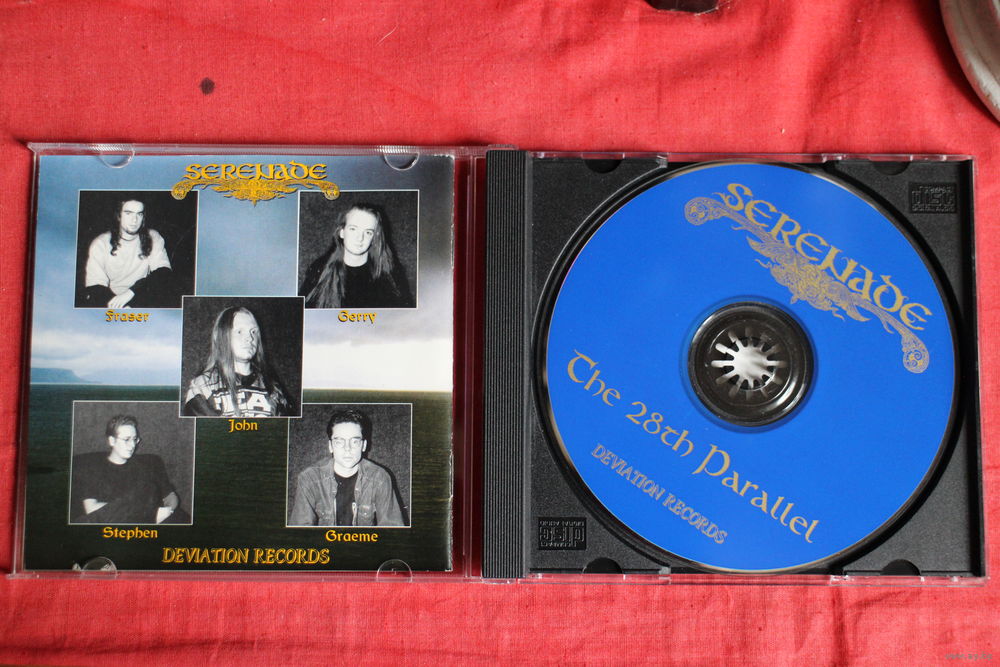 SERENADE
Fraser
Gerry
John
Stephen
Graeme
DEVIATION RECORDS
SERENADE
The 28th Parallel
DEVIATION RECORDS